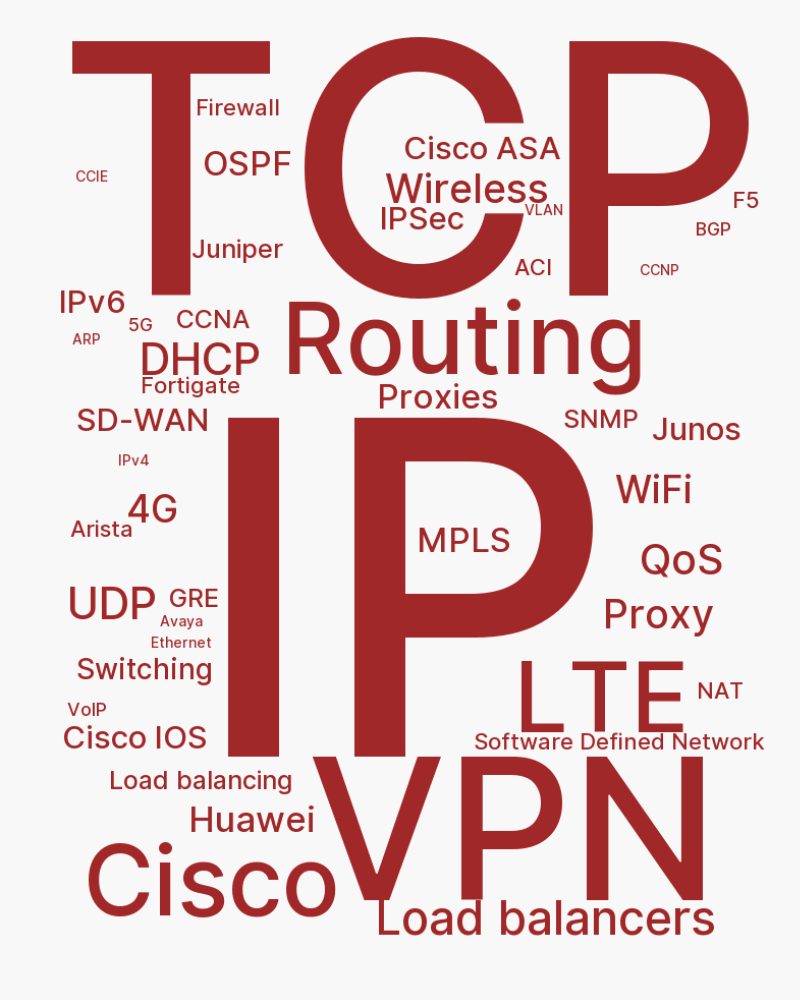 TCP
Firewall
Cisco ASA
OSPF
CCIE
Wireless
F5
VLAN
IPSec
BGP
Juniper
ACI
CCNP
IPv6
5G
CCNA
ARP
Routing
DHCP
Fortigate
Proxies
SD-WAN
SNMP
Junos
IPv4
IP
WiFi
4G
Arista
MPLS
QoS
UDP
GRE
Proxy
Avaya
Ethernet
Switching
LTE
NAT
VoIP
Cisco IOS
Software Defined Network
Load balancing
VPN
Huawei
Cisco
Load balancers